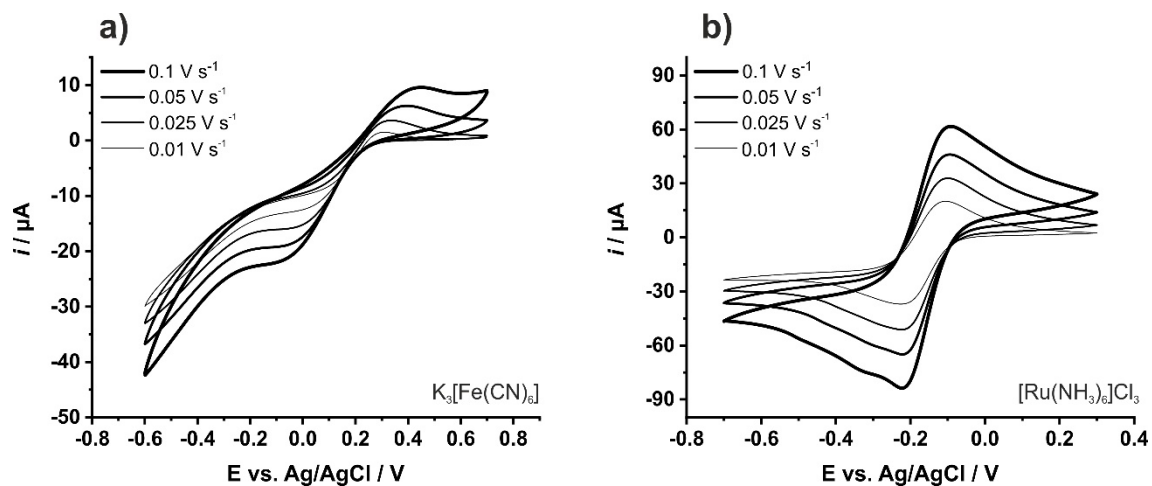 a)
0.1 V s⁻¹
0.05 V s⁻¹
0.025 V s⁻¹
0.01 V s⁻¹
10
0
-10
-20
-30
-40
-50
i / µA
K₃[Fe(CN)₆]
-0.8 -0.6 -0.4 -0.2 0.0 0.2 0.4 0.6 0.8
E vs. Ag/AgCl / V
b)
0.1 V s⁻¹
0.05 V s⁻¹
0.025 V s⁻¹
0.01 V s⁻¹
90
60
30
0
-30
-60
-90
i / µA
[Ru(NH₃)₆]Cl₃
-0.8 -0.6 -0.4 -0.2 0.0 0.2 0.4
E vs. Ag/AgCl / V